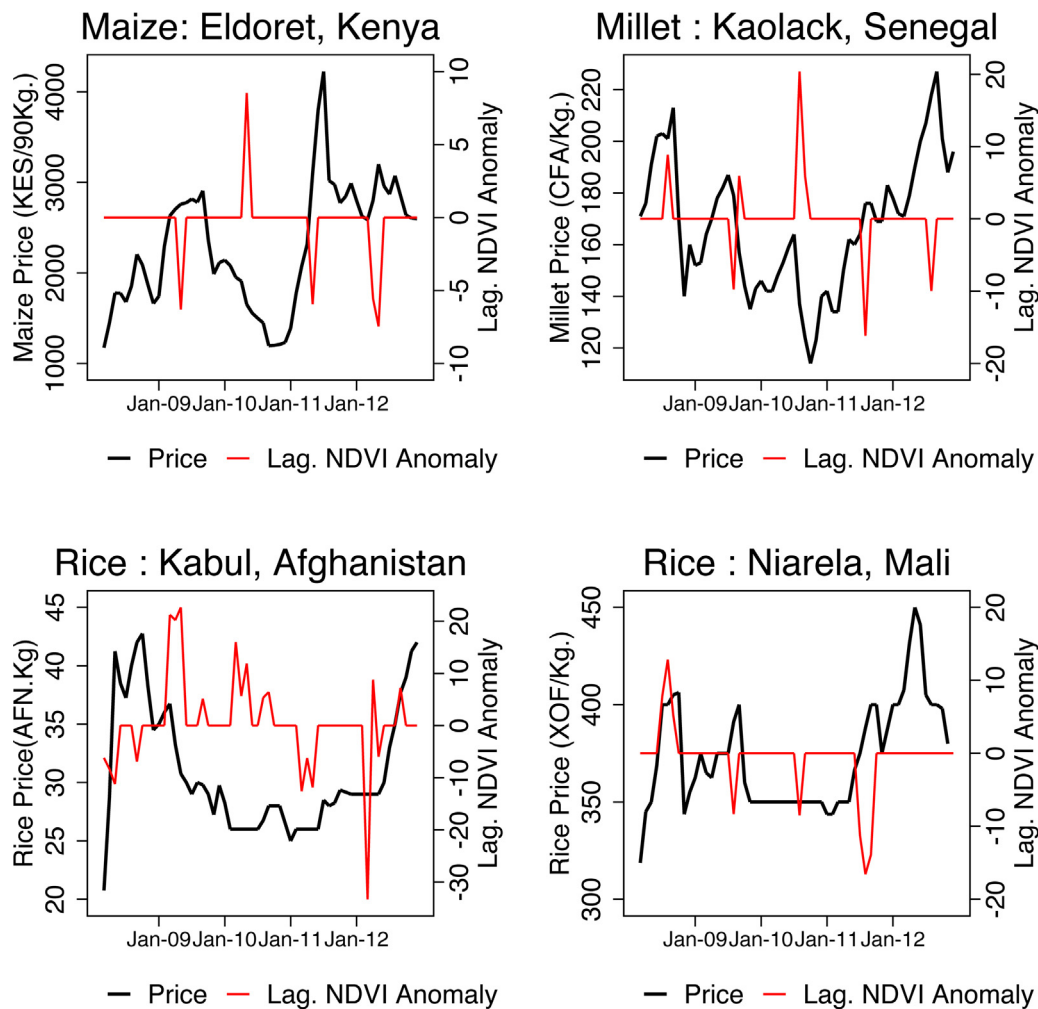 Maize: Eldoret, Kenya
Maize Price (KES/90Kg.)
1000
2000
3000
4000
-10
-5
0
5
10
Lag. NDVI Anomaly
Jan-09
Jan-10
Jan-11
Jan-12
Price
Lag. NDVI Anomaly
Millet : Kaolack, Senegal
Millet Price (CFA/Kg.)
120
140
160
180
200
220
-20
-10
0
10
20
Lag. NDVI Anomaly
Jan-09
Jan-10
Jan-11
Jan-12
Price
Lag. NDVI Anomaly
Rice : Kabul, Afghanistan
Rice Price(AFN.Kg)
20
25
30
35
40
45
-30
-20
-10
0
10
20
Lag. NDVI Anomaly
Jan-09
Jan-10
Jan-11
Jan-12
Price
Lag. NDVI Anomaly
Rice : Niarela, Mali
Rice Price (XOF/Kg.)
300
350
400
450
-20
-10
0
10
20
Lag. NDVI Anomaly
Jan-09
Jan-10
Jan-11
Jan-12
Price
Lag. NDVI Anomaly